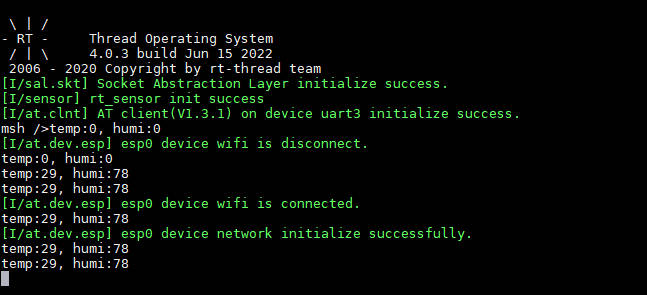 \ | /
- RT -     Thread Operating System
/ | \     4.0.3 build Jun 15 2022
2006 - 2020 Copyright by rt-thread team
[I/sal.skt] Socket Abstraction Layer initialize success.
[I/sensor] rt_sensor init success
[I/at.clnt] AT client(V1.3.1) on device uart3 initialize success.
msh />temp:0, humi:0
[I/at.dev.esp] esp0 device wifi is disconnect.
temp:0, humi:0
temp:29, humi:78
temp:29, humi:78
[I/at.dev.esp] esp0 device wifi is connected.
temp:29, humi:78
[I/at.dev.esp] esp0 device network initialize successfully.
temp:29, humi:78
temp:29, humi:78